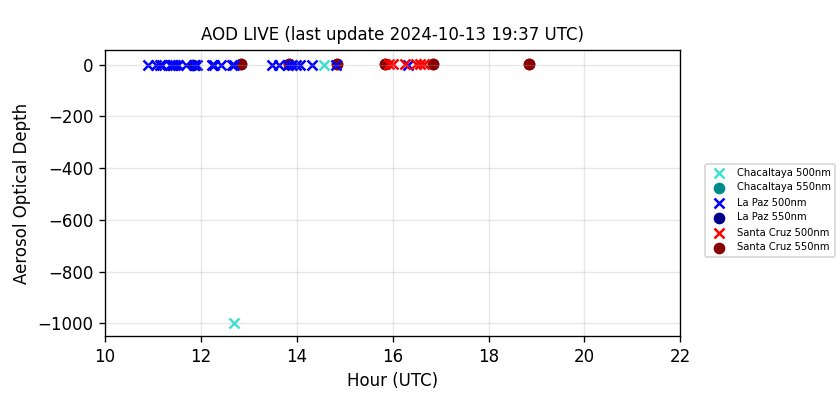 AOD LIVE (last update 2024-10-13 19:37 UTC)
Aerosol Optical Depth
0
−200
−400
−600
−800
−1000
10 12 14 16 18 20 22
Hour (UTC)
Chacaltaya 500nm
Chacaltaya 550nm
La Paz 500nm
La Paz 550nm
Santa Cruz 500nm
Santa Cruz 550nm